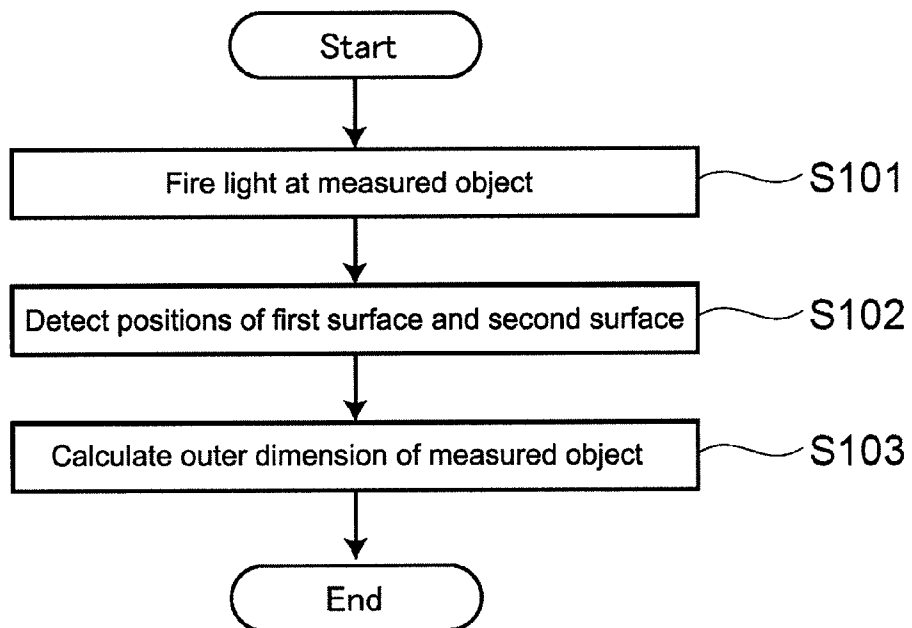 Start
Fire light at measured object
S101
Detect positions of first surface and second surface
S102
Calculate outer dimension of measured object
S103
End